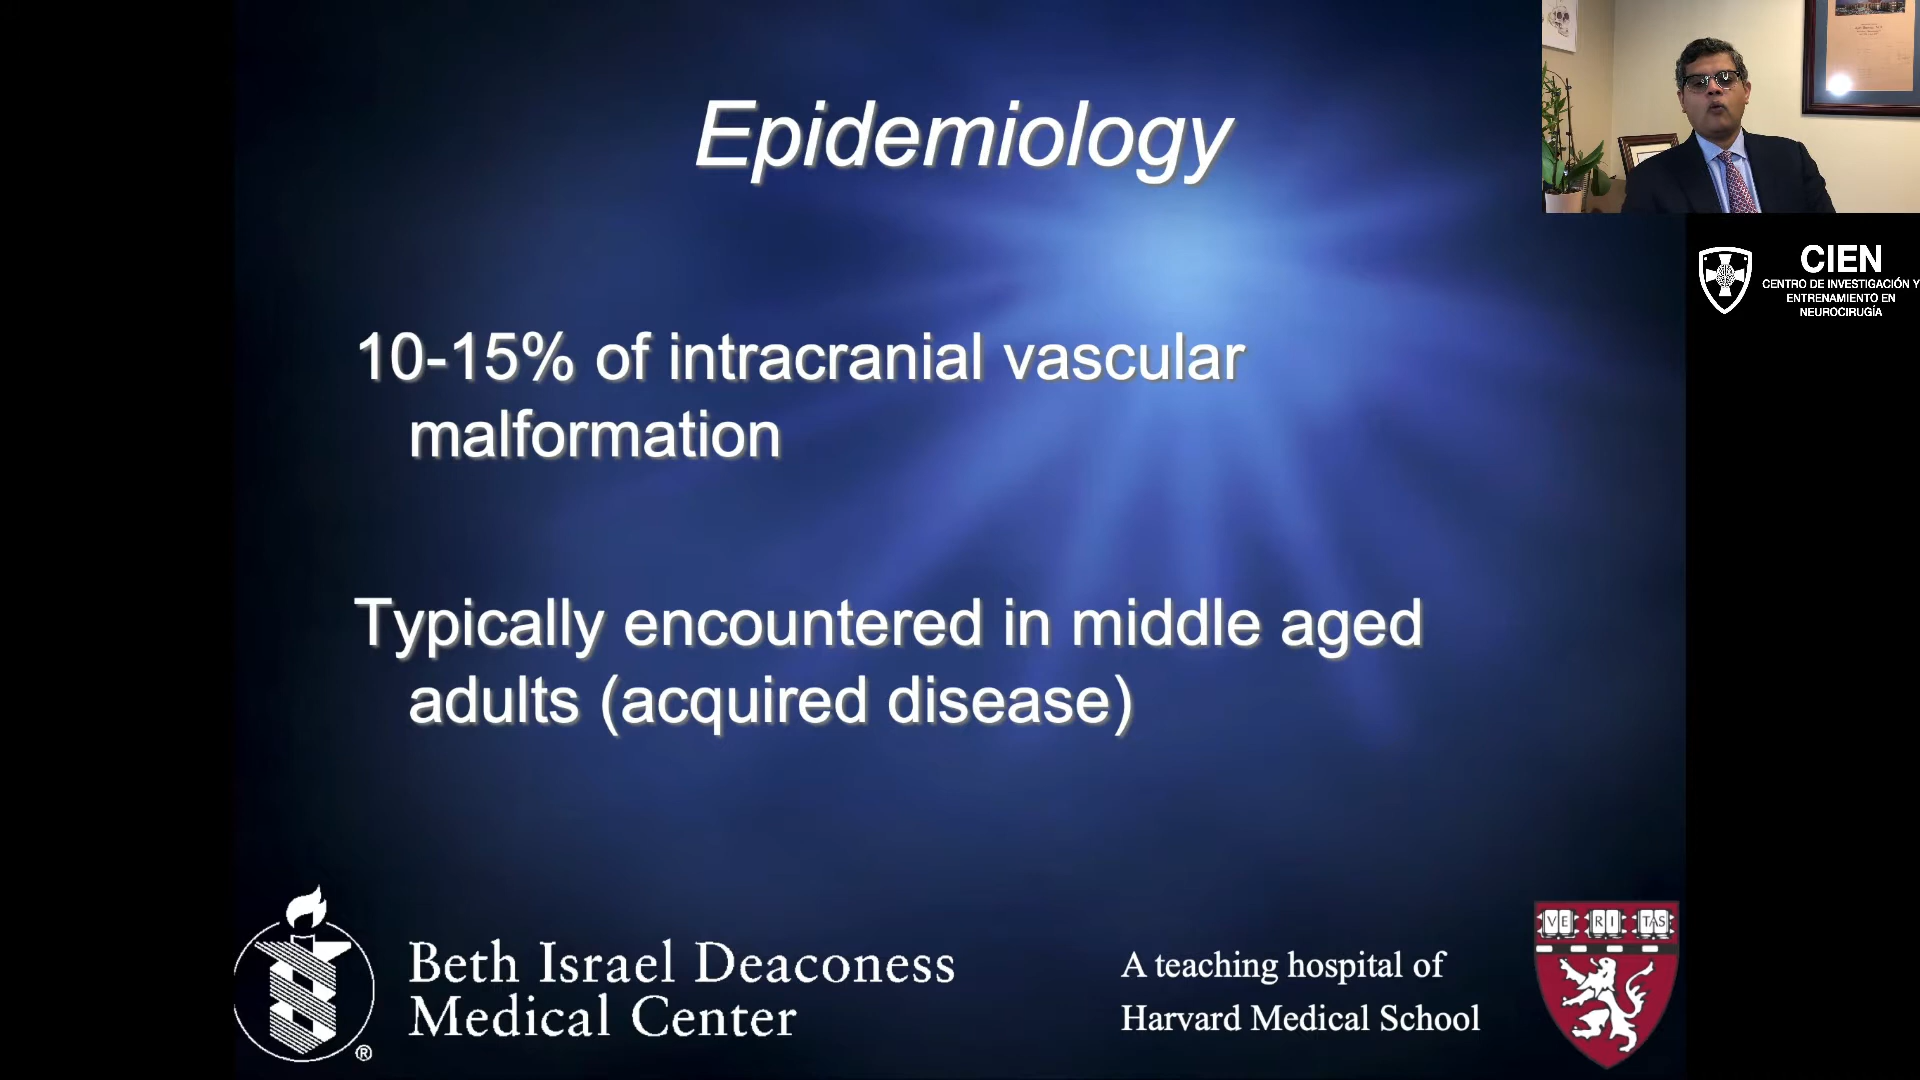 Epidemiology
10-15% of intracranial vascular
malformation
Typically encountered in middle aged
adults (acquired disease)
CIEN
CENTRO DE INVESTIGACIÓN Y
ENTRENAMIENTO EN
NEUROCIRUGÍA
Beth Israel Deaconess
Medical Center
®
A teaching hospital of
Harvard Medical School
VE RI TAS